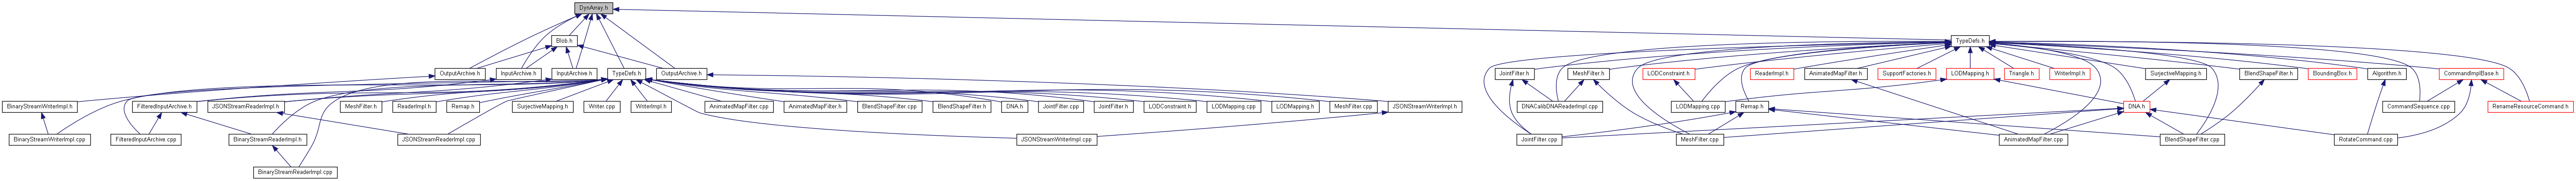 DynArray.h
Blob.h
TypeDefs.h
OutputArchive.h
InputArchive.h
InputArchive.h
TypeDefs.h
OutputArchive.h
JointFilter.h
MeshFilter.h
LODConstraint.h
ReaderImpl.h
AnimatedMapFilter.h
SupportFactories.h
LODMapping.h
Triangle.h
WriterImpl.h
SurjectiveMapping.h
BlendShapeFilter.h
BoundingBox.h
Algorithm.h
CommandImplBase.h
BinaryStreamWriterImpl.h
FilteredInputArchive.h
JSONStreamReaderImpl.h
MeshFilter.h
ReaderImpl.h
Remap.h
SurjectiveMapping.h
Writer.cpp
WriterImpl.h
AnimatedMapFilter.cpp
AnimatedMapFilter.h
BlendShapeFilter.cpp
BlendShapeFilter.h
DNA.h
JointFilter.cpp
JointFilter.h
LODConstraint.h
LODMapping.cpp
LODMapping.h
MeshFilter.cpp
JSONStreamWriterImpl.h
DNACalibDNAReaderImpl.cpp
LODMapping.cpp
Remap.h
DNA.h
CommandSequence.cpp
RenameResourceCommand.h
BinaryStreamWriterImpl.cpp
FilteredInputArchive.cpp
BinaryStreamReaderImpl.h
JSONStreamReaderImpl.cpp
JSONStreamWriterImpl.cpp
JointFilter.cpp
MeshFilter.cpp
AnimatedMapFilter.cpp
BlendShapeFilter.cpp
RotateCommand.cpp
BinaryStreamReaderImpl.cpp